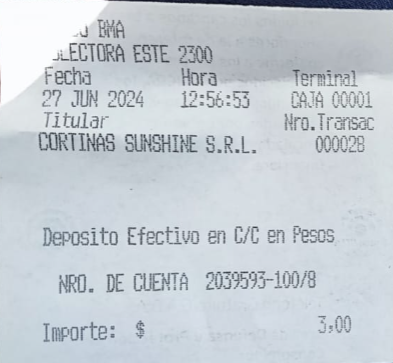 BMA
LECTORA ESTE 2300
Fecha Hora Terminal
27 JUN 2024 12:56:53 CAJA 00001
Titular Nro.Transac
CORTINAS SUNSHINE S.R.L. 000028
Deposito Efectivo en C/C en Pesos
NRO. DE CUENTA 2039593-100/8
Importe: $ 3,00